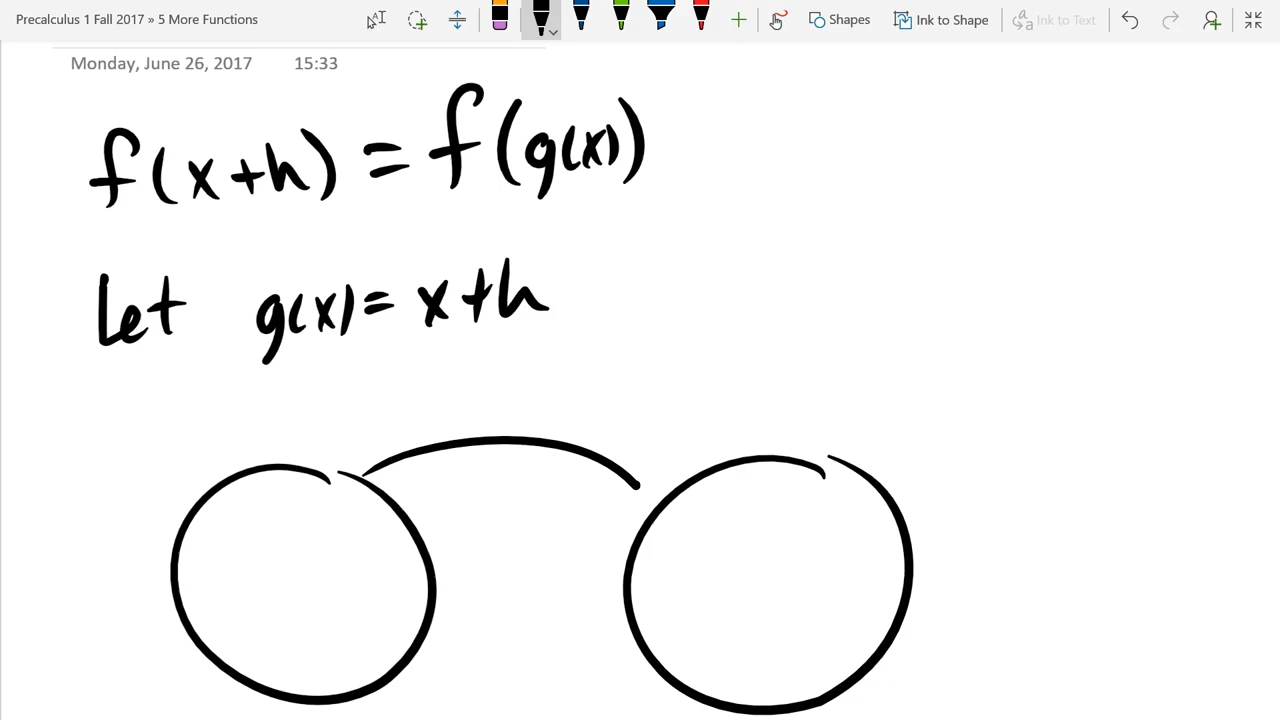 Precalculus 1 Fall 2017 » 5 More Functions
Shapes
Ink to Shape
Ink to Text
Monday, June 26, 2017 15:33
f(x+h) = f(g(x))
Let g(x) = x+h